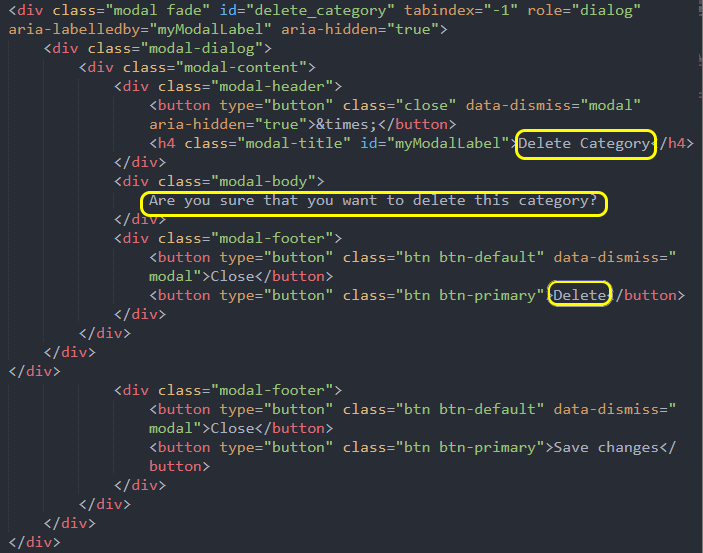 <div class="modal fade" id="delete_category" tabindex="-1" role="dialog"
aria-labelledby="myModalLabel" aria-hidden="true">
<div class="modal-dialog">
<div class="modal-content">
<div class="modal-header">
<button type="button" class="close" data-dismiss="modal"
aria-hidden="true">&times;</button>
<h4 class="modal-title" id="myModalLabel">Delete Category</h4>
</div>
<div class="modal-body">
Are you sure that you want to delete this category?
</div>
<div class="modal-footer">
<button type="button" class="btn btn-default" data-dismiss="
modal">Close</button>
<button type="button" class="btn btn-primary">Delete</button>
</div>
</div>
</div>
</div>
<div class="modal-footer">
<button type="button" class="btn btn-default" data-dismiss="
modal">Close</button>
<button type="button" class="btn btn-primary">Save changes</
button>
</div>
</div>
</div>
</div>